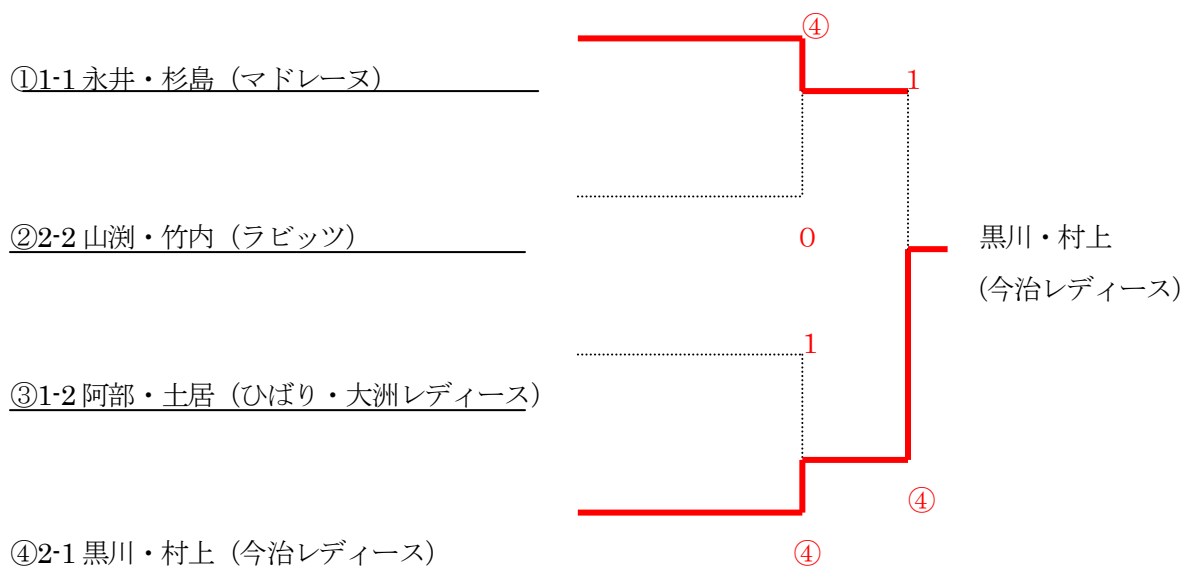 ④
①1-1 永井・杉島（マドレーヌ）
1
②2-2 山渕・竹内（ラビッツ）
0
黒川・村上
(今治レディース)
1
③1-2 阿部・土居（ひばり・大洲レディース）
④
④2-1 黒川・村上（今治レディース）
④